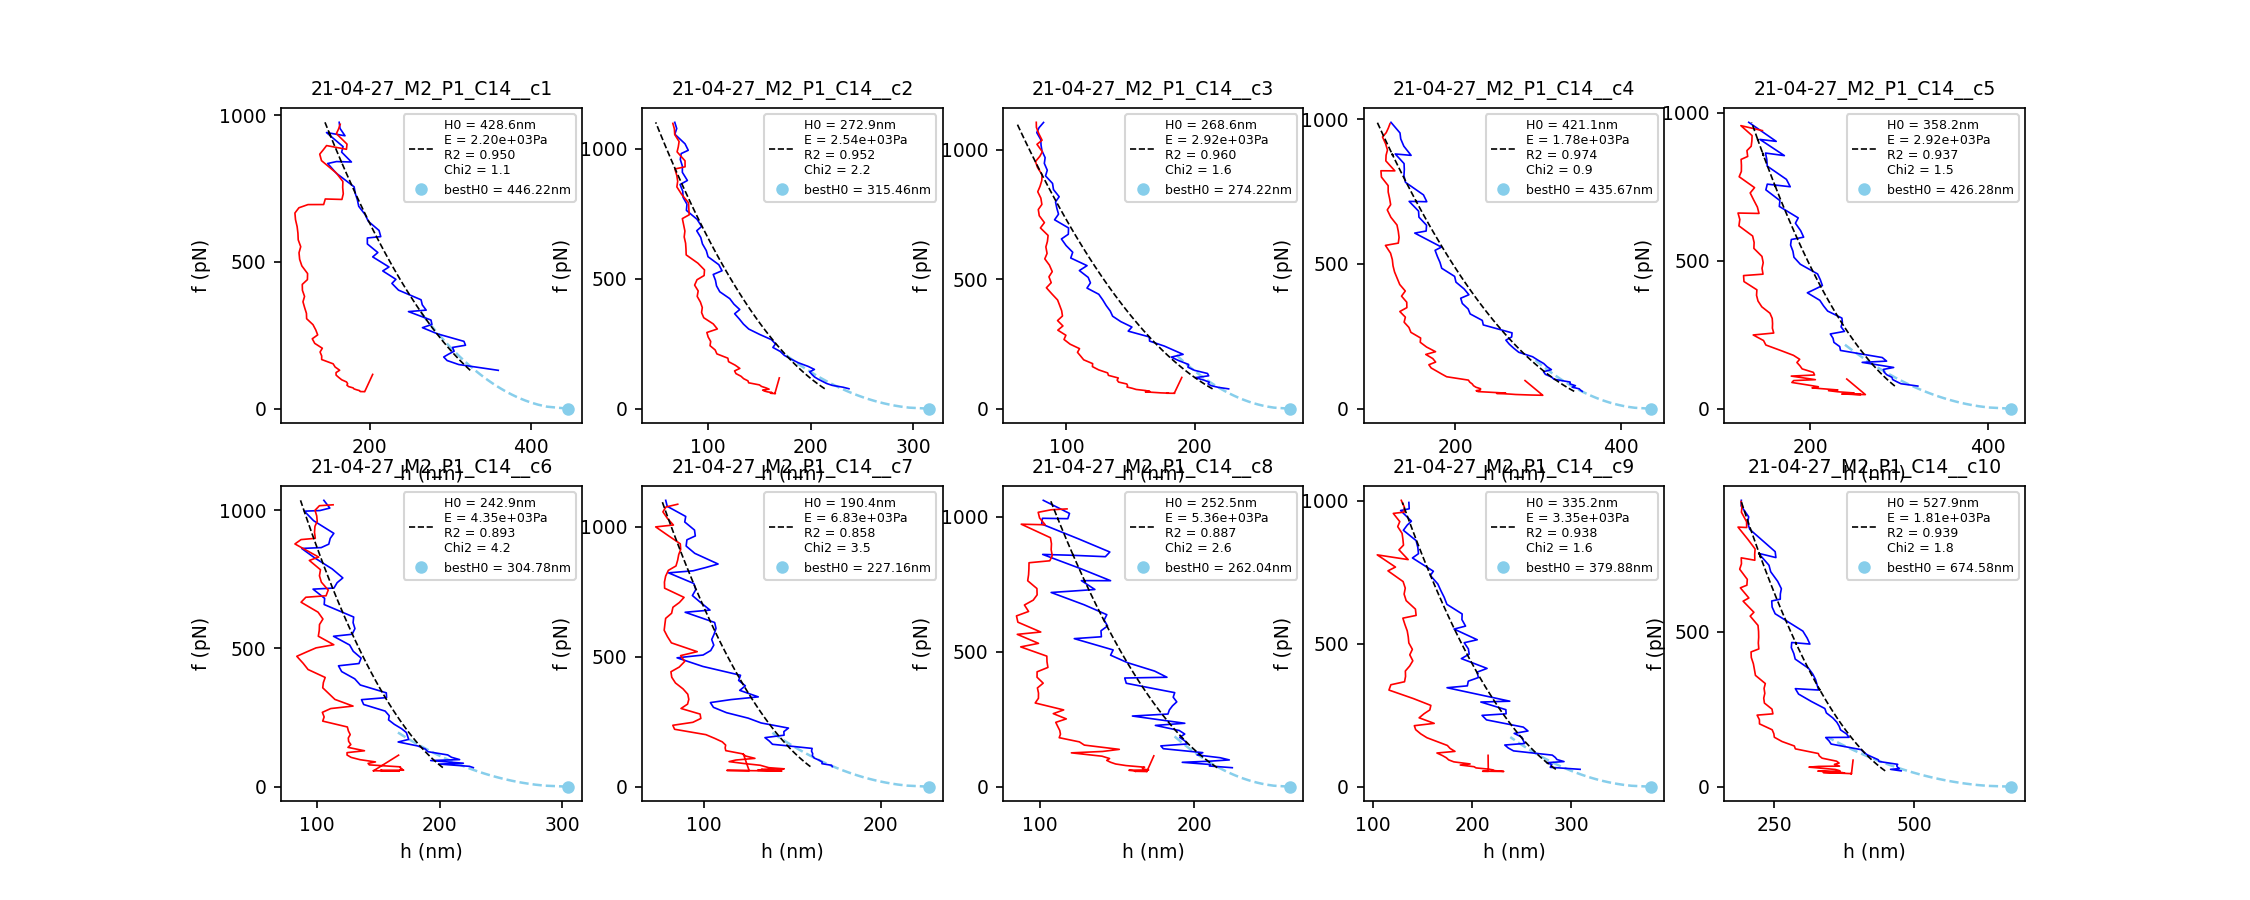 21-04-27_M2_P1_C14__c1
1000
500
0
200
400
f (pN)
h (nm)
H0 = 428.6nm
E = 2.20e+03Pa
R2 = 0.950
Chi2 = 1.1
bestH0 = 446.22nm
21-04-27_M2_P1_C14__c2
1000
500
0
100
200
300
f (pN)
h (nm)
H0 = 272.9nm
E = 2.54e+03Pa
R2 = 0.952
Chi2 = 2.2
bestH0 = 315.46nm
21-04-27_M2_P1_C14__c3
1000
500
0
100
200
f (pN)
h (nm)
H0 = 268.6nm
E = 2.92e+03Pa
R2 = 0.960
Chi2 = 1.6
bestH0 = 274.22nm
21-04-27_M2_P1_C14__c4
1000
500
0
200
400
f (pN)
h (nm)
H0 = 421.1nm
E = 1.78e+03Pa
R2 = 0.974
Chi2 = 0.9
bestH0 = 435.67nm
21-04-27_M2_P1_C14__c5
1000
500
0
200
400
f (pN)
h (nm)
H0 = 358.2nm
E = 2.92e+03Pa
R2 = 0.937
Chi2 = 1.5
bestH0 = 426.28nm
21-04-27_M2_P1_C14__c6
1000
500
0
100
200
300
f (pN)
h (nm)
H0 = 242.9nm
E = 4.35e+03Pa
R2 = 0.893
Chi2 = 4.2
bestH0 = 304.78nm
21-04-27_M2_P1_C14__c7
1000
500
0
100
200
f (pN)
h (nm)
H0 = 190.4nm
E = 6.83e+03Pa
R2 = 0.858
Chi2 = 3.5
bestH0 = 227.16nm
21-04-27_M2_P1_C14__c8
1000
500
0
100
200
f (pN)
h (nm)
H0 = 252.5nm
E = 5.36e+03Pa
R2 = 0.887
Chi2 = 2.6
bestH0 = 262.04nm
21-04-27_M2_P1_C14__c9
1000
500
0
100
200
300
f (pN)
h (nm)
H0 = 335.2nm
E = 3.35e+03Pa
R2 = 0.938
Chi2 = 1.6
bestH0 = 379.88nm
21-04-27_M2_P1_C14__c10
500
0
250
500
f (pN)
h (nm)
H0 = 527.9nm
E = 1.81e+03Pa
R2 = 0.939
Chi2 = 1.8
bestH0 = 674.58nm